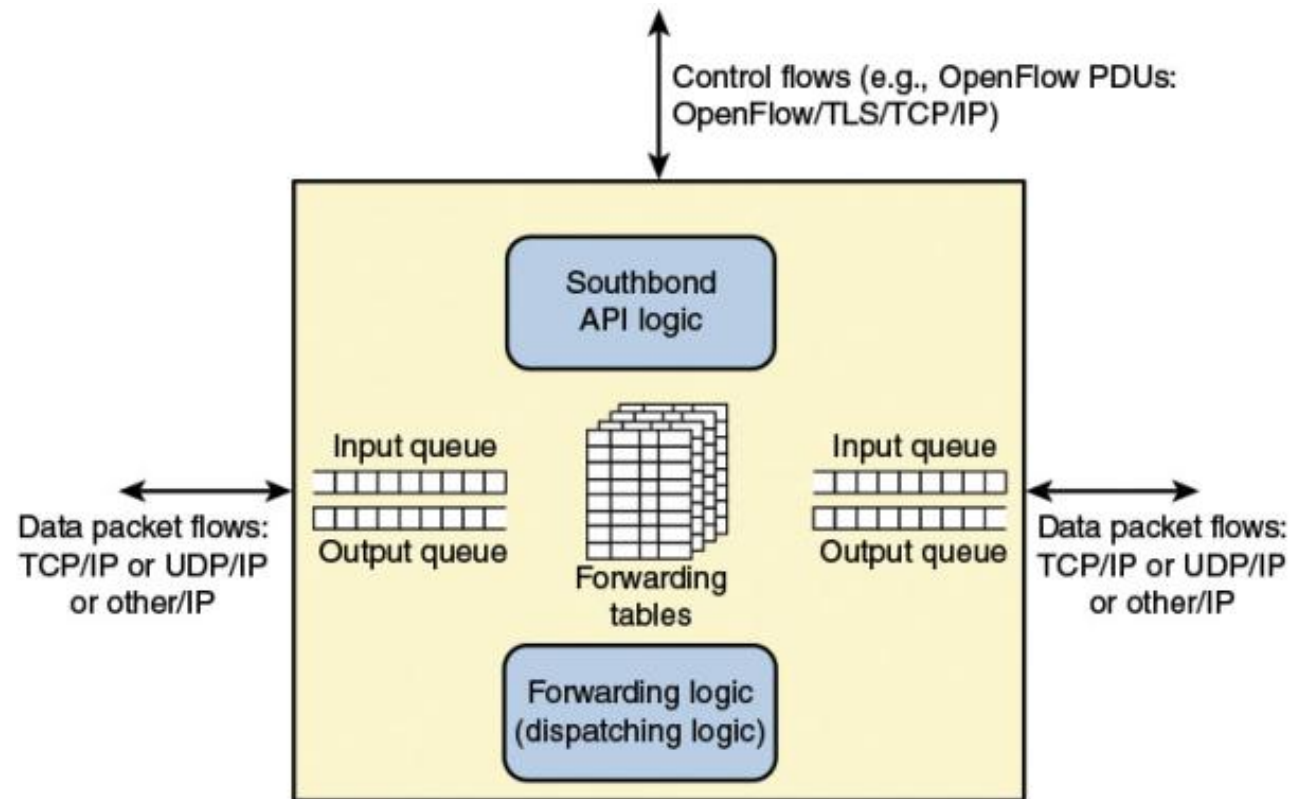 Control flows (e.g., OpenFlow PDUs:
OpenFlow/TLS/TCP/IP)
Southbond
API logic
Input queue
Output queue
Forwarding
tables
Input queue
Output queue
Data packet flows:
TCP/IP or UDP/IP
or other/IP
Data packet flows:
TCP/IP or UDP/IP
or other/IP
Forwarding logic
(dispatching logic)